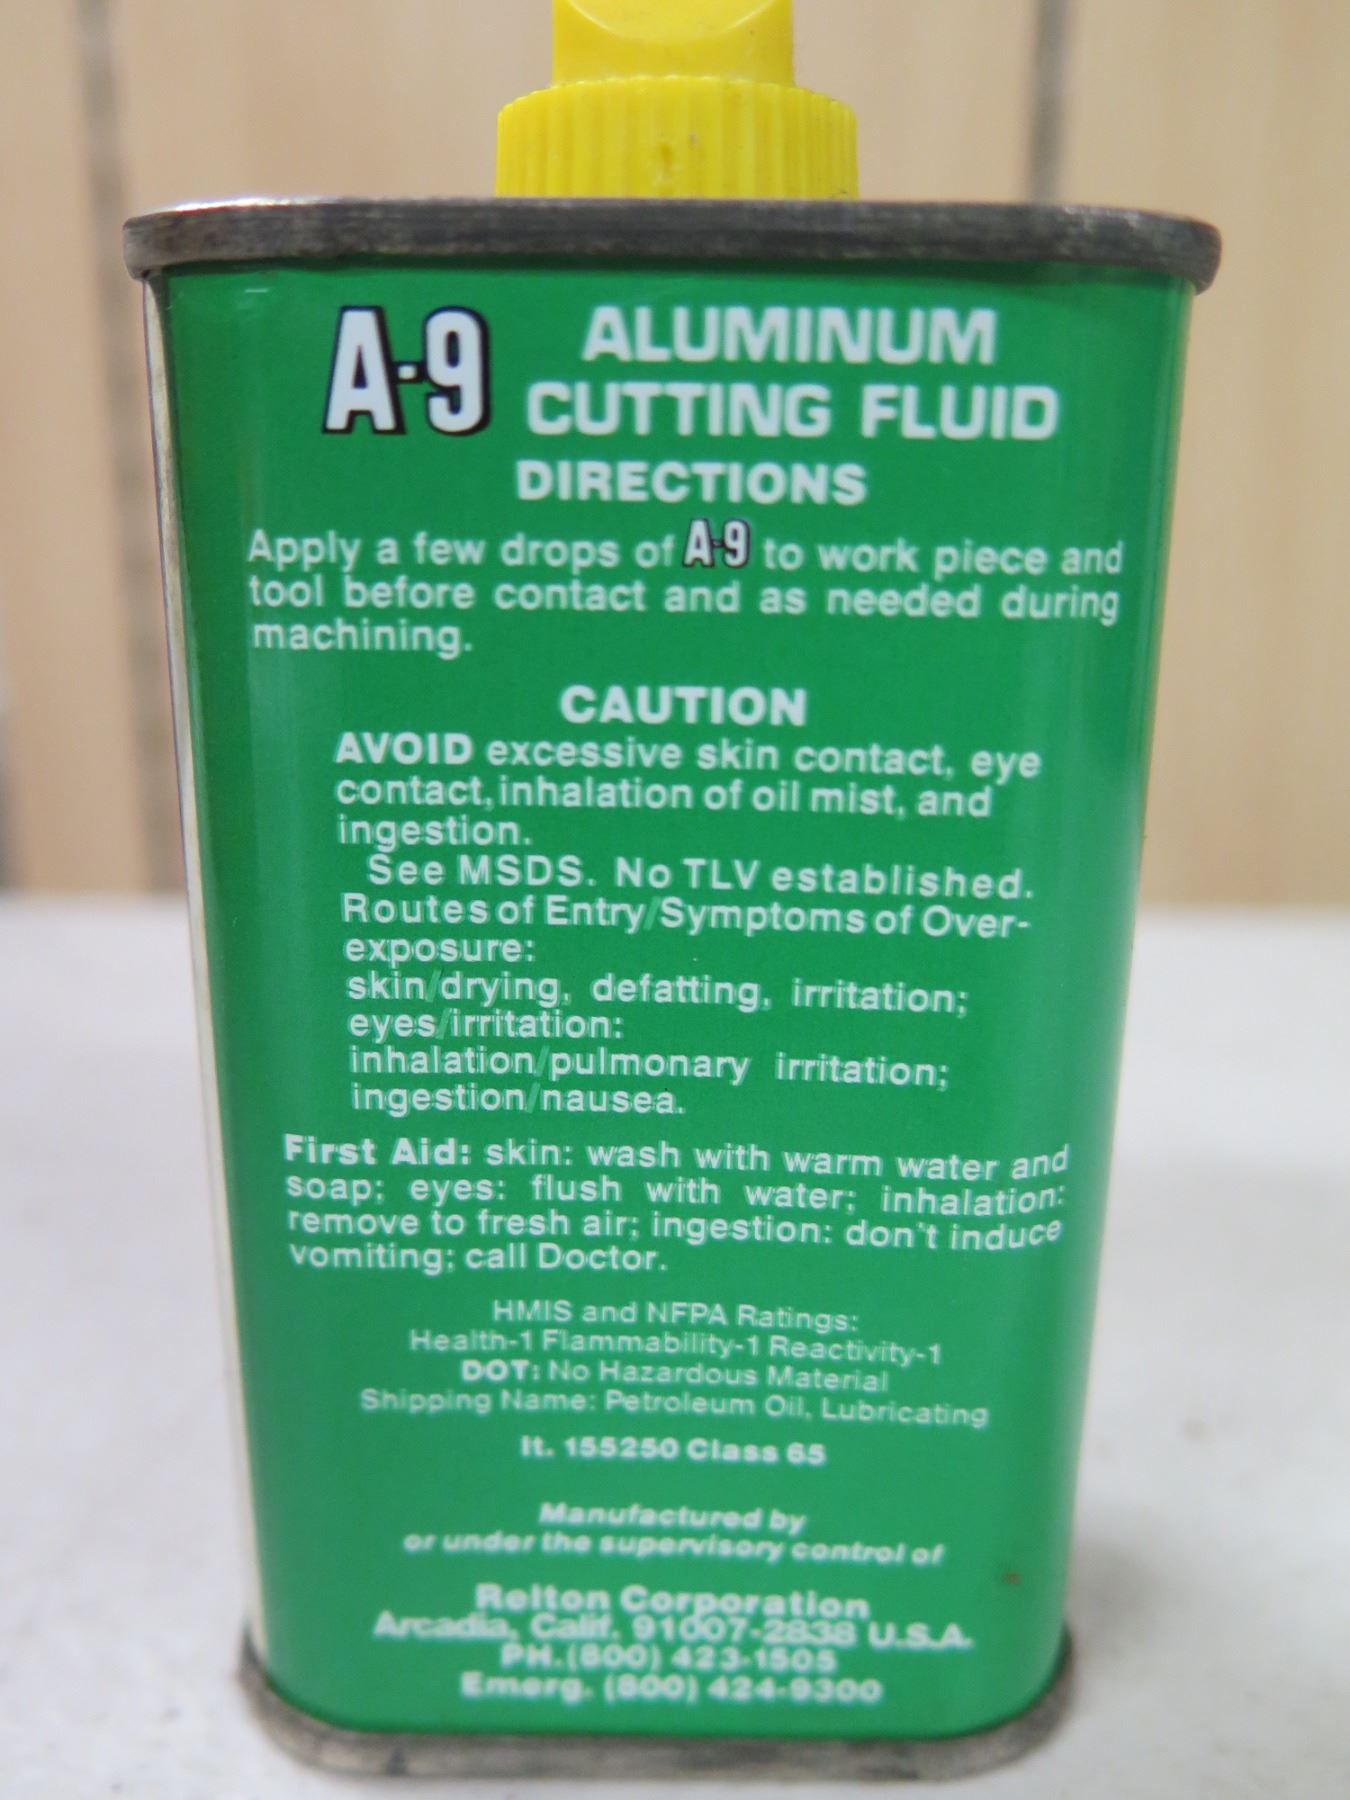 A-9 ALUMINUM
CUTTING FLUID
DIRECTIONS
Apply a few drops of A-9 to work piece and
tool before contact and as needed during
machining.
CAUTION
AVOID excessive skin contact, eye
contact, inhalation of oil mist, and
ingestion.
See MSDS. No TLV established.
Routes of Entry/Symptoms of Over-
exposure:
skin/drying, defatting, irritation;
eyes/irritation:
inhalation/pulmonary irritation;
ingestion/nausea.
First Aid: skin: wash with warm water and
soap; eyes: flush with water; inhalation:
remove to fresh air; ingestion: don't induce
vomiting; call Doctor.
HMIS and NFPA Ratings:
Health-1 Flammability-1 Reactivity-1
DOT: No Hazardous Material
Shipping Name: Petroleum Oil, Lubricating
It. 155250 Class 65
Manufactured by
or under the supervisory control of
Relton Corporation
Arcadia, Calif. 91007-2838 U.S.A.
PH. (800) 423-1505
Emerg. (800) 424-9300